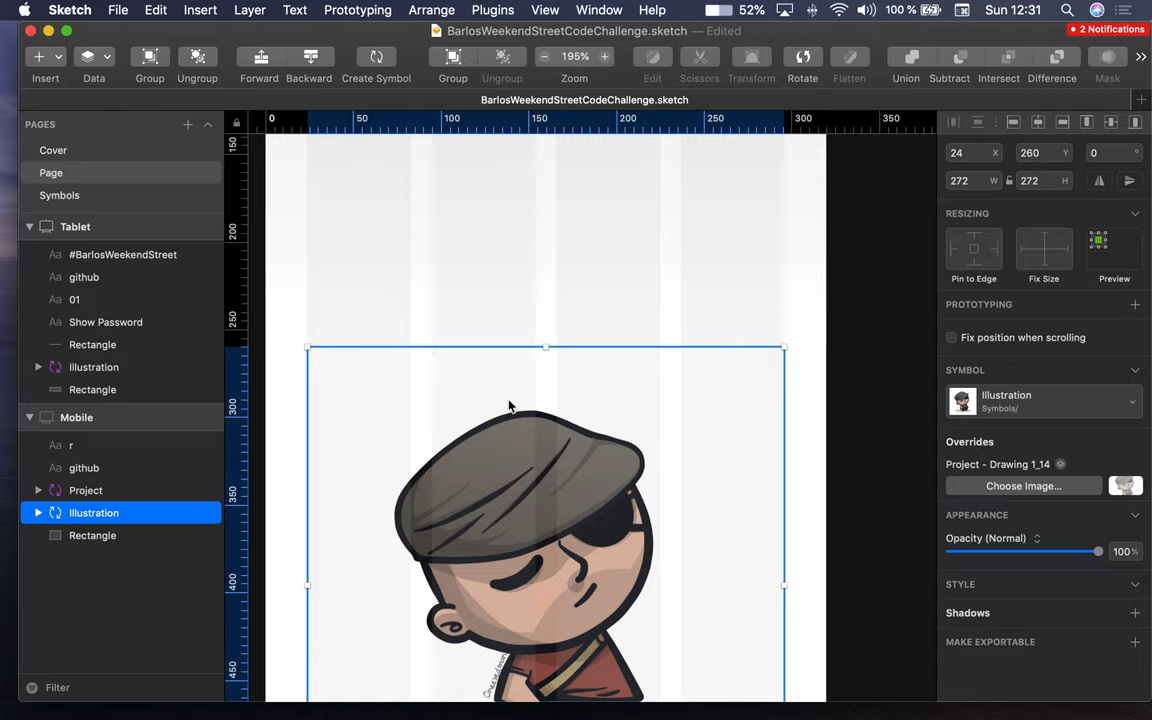 Sketch File Edit Insert Layer Text Prototyping Arrange Plugins View Window Help 52% 100 % Sun 12:31
BarlosWeekendStreetCodeChallenge.sketch — Edited
2 Notifications
Insert Data Group Ungroup Forward Backward Create Symbol Group Ungroup 195% Zoom Edit Scissors Transform Rotate Flatten Union Subtract Intersect Difference Mask
BarlosWeekendStreetCodeChallenge.sketch
PAGES
Cover
Page
Symbols
Tablet
Aa #BarlosWeekendStreet
Aa github
Aa 01
Aa Show Password
Rectangle
Illustration
Rectangle
Mobile
Aa r
Aa github
Project
Illustration
Rectangle
Filter
0 50 100 150 200 250 300 350
150
200
250
300
350
400
450
24 X 260 Y 0 °
272 W 272 H
RESIZING
Pin to Edge Fix Size Preview
PROTOTYPING
Fix position when scrolling
SYMBOL
Illustration
Symbols/
Overrides
Project - Drawing 1_14
Choose Image...
APPEARANCE
Opacity (Normal)
100%
STYLE
Shadows
MAKE EXPORTABLE